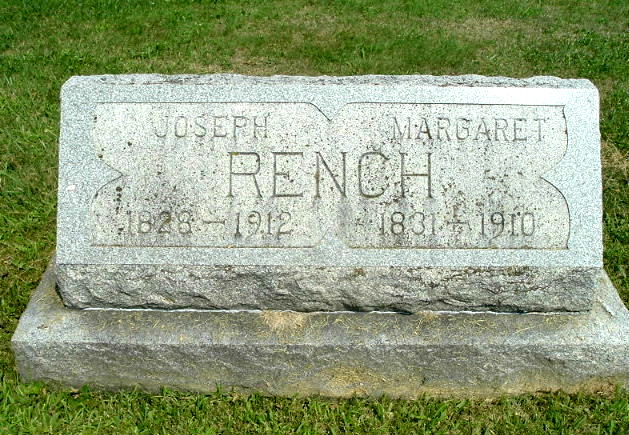 JOSEPH MARGARET
RENCH
1828 – 1912 1831 – 1910